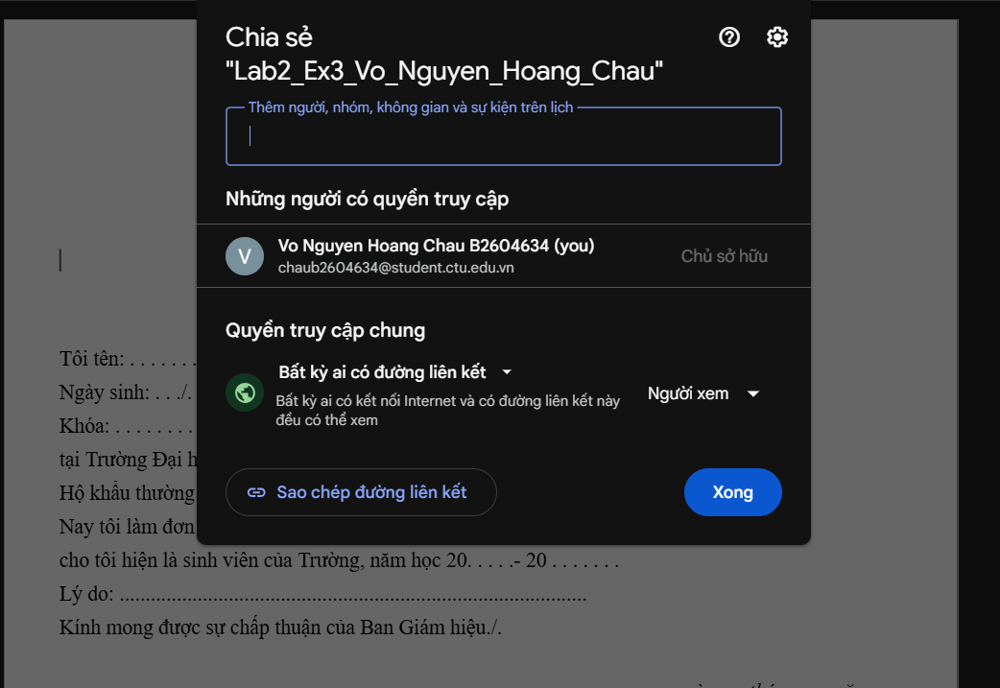 Chia sẻ
"Lab2_Ex3_Vo_Nguyen_Hoang_Chau"
Thêm người, nhóm, không gian và sự kiện trên lịch
Những người có quyền truy cập
V
Vo Nguyen Hoang Chau B2604634 (you)
chaub2604634@student.ctu.edu.vn
Chủ sở hữu
Quyền truy cập chung
Bất kỳ ai có đường liên kết
Bất kỳ ai có kết nối Internet và có đường liên kết này
đều có thể xem
Người xem
Sao chép đường liên kết
Xong
Tôi tên: . . . . . . .
Ngày sinh: . . ./.
Khóa: . . . . . . . .
tại Trường Đại h
Hộ khẩu thường
Nay tôi làm đơn
cho tôi hiện là sinh viên của Trường, năm học 20. . . . .- 20 . . . . . . .
Lý do: .........................................................................................
Kính mong được sự chấp thuận của Ban Giám hiệu./.